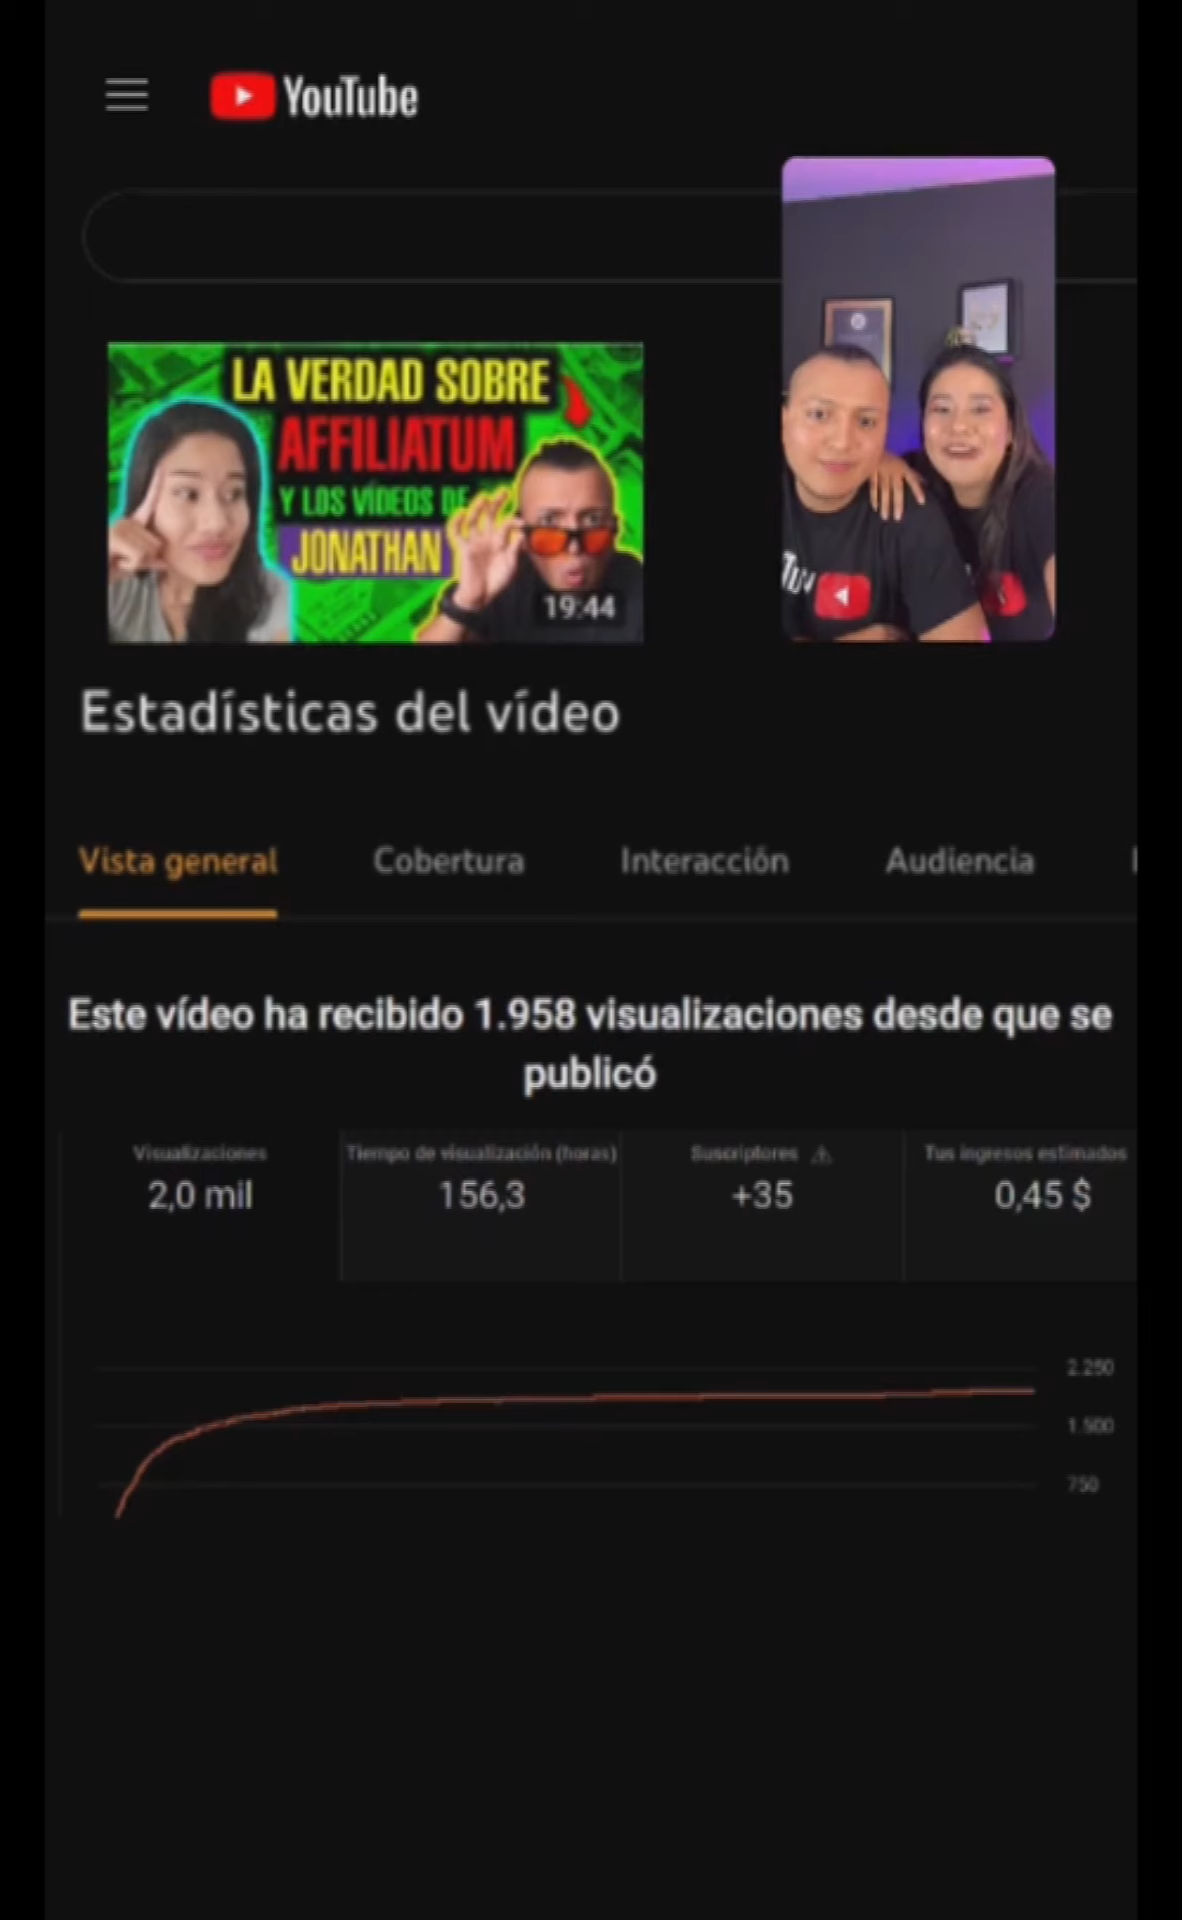 YouTube
LA VERDAD SOBRE
AFFILIATUM
Y LOS VÍDEOS DE
JONATHAN
19:44
Estadísticas del vídeo
Vista general Cobertura Interacción Audiencia
Este vídeo ha recibido 1.958 visualizaciones desde que se
publicó
Visualizaciones Tiempo de visualización (horas) Suscriptores Tus ingresos estimados
2,0 mil 156,3 +35 0,45 $
2.250
1.500
750